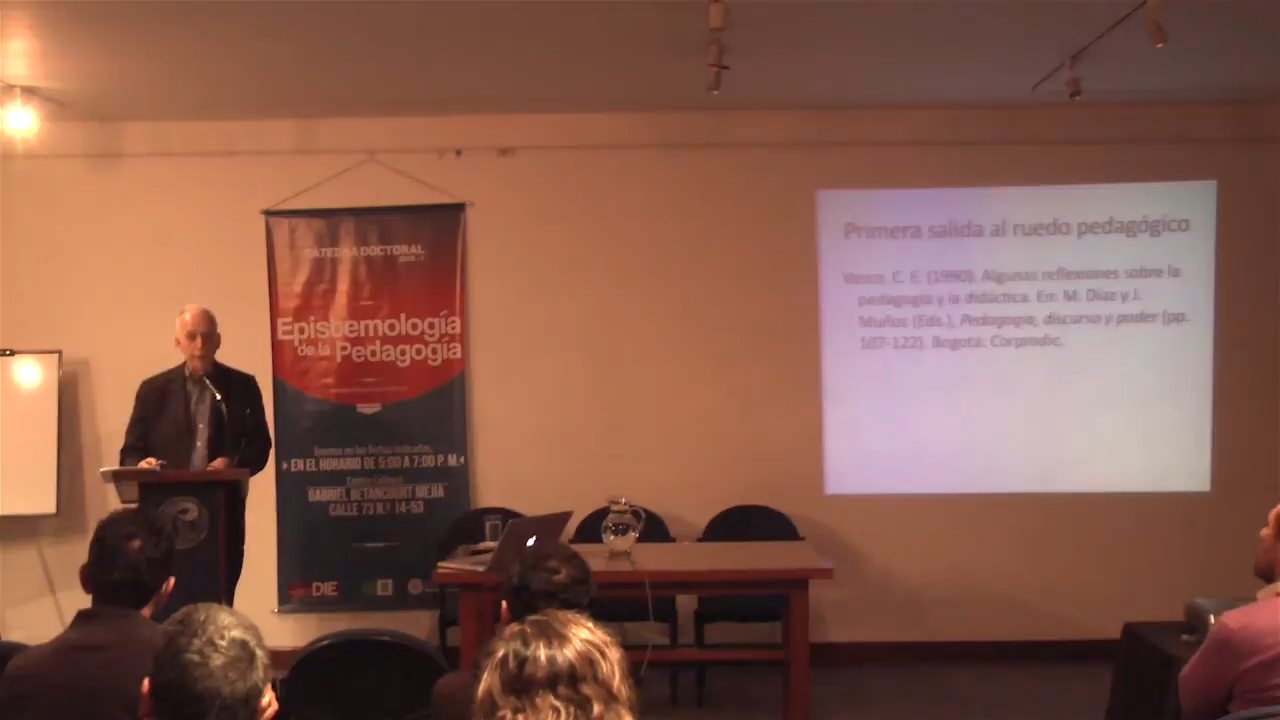 CÁTEDRA DOCTORAL
Epistemología
de la Pedagogía
EN EL HORARIO DE 5:00 A 7:00 P. M.
GABRIEL BETANCOURT MEJÍA
CALLE 73 N.º 14-53
DIE
Primera salida al ruedo pedagógico
Vasco, C. E. (1990). Algunas reflexiones sobre la
pedagogía y la didáctica. En: M. Díaz y J.
Muñoz (Eds.), Pedagogía, discurso y poder (pp.
107-122). Bogotá: Corprodic.